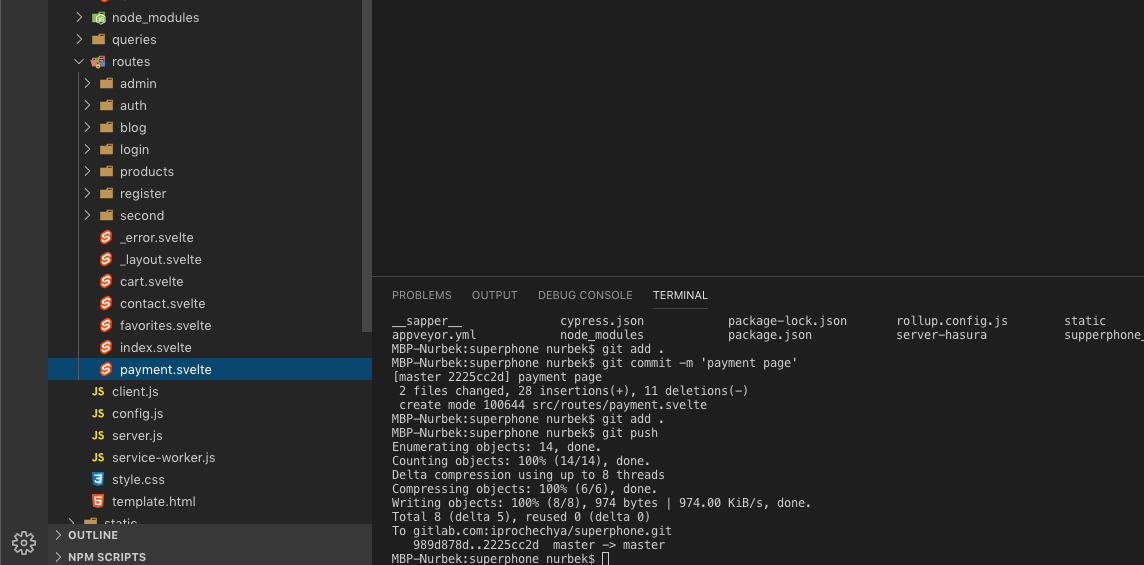 node_modules
queries
routes
admin
auth
blog
login
products
register
second
_error.svelte
_layout.svelte
cart.svelte
contact.svelte
favorites.svelte
index.svelte
payment.svelte
JS client.js
JS config.js
JS server.js
JS service-worker.js
style.css
template.html
static
OUTLINE
NPM SCRIPTS
PROBLEMS OUTPUT DEBUG CONSOLE TERMINAL
__sapper__ cypress.json package-lock.json rollup.config.js static
appveyor.yml node_modules package.json server-hasura supperphone_
MBP-Nurbek:superphone nurbek$ git add .
MBP-Nurbek:superphone nurbek$ git commit -m 'payment page'
[master 2225cc2d] payment page
2 files changed, 28 insertions(+), 11 deletions(-)
create mode 100644 src/routes/payment.svelte
MBP-Nurbek:superphone nurbek$ git add .
MBP-Nurbek:superphone nurbek$ git push
Enumerating objects: 14, done.
Counting objects: 100% (14/14), done.
Delta compression using up to 8 threads
Compressing objects: 100% (6/6), done.
Writing objects: 100% (8/8), 974 bytes | 974.00 KiB/s, done.
Total 8 (delta 5), reused 0 (delta 0)
To gitlab.com:iprochechya/superphone.git
989d878d..2225cc2d master -> master
MBP-Nurbek:superphone nurbek$